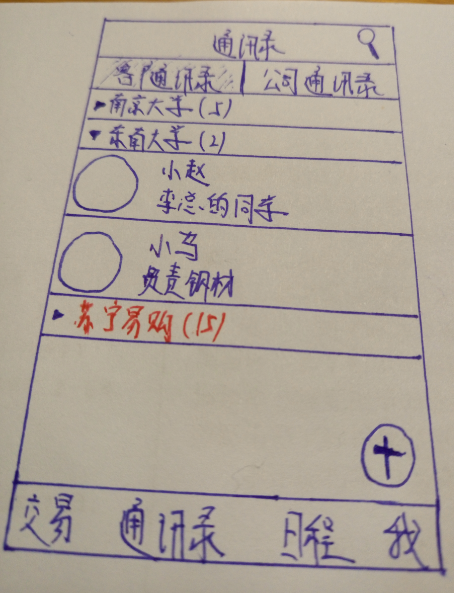 通讯录
客户通讯录 公司通讯录
南京大学(5)
东南大学(2)
小赵
李总的同学
小马
负责钢材
苏宁易购(15)
交易 通讯录 日程 我